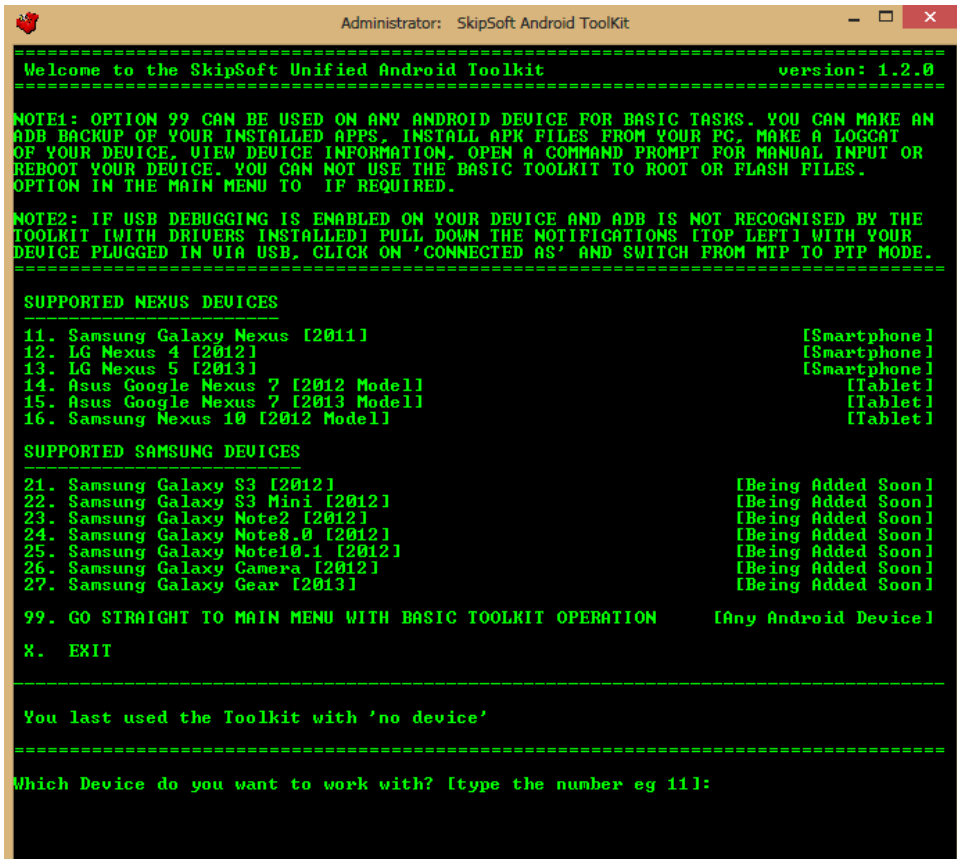 Administrator: SkipSoft Android ToolKit
================================================================================
Welcome to the SkipSoft Unified Android Toolkit version: 1.2.0
================================================================================
NOTE1: OPTION 99 CAN BE USED ON ANY ANDROID DEVICE FOR BASIC TASKS. YOU CAN MAKE AN
ADB BACKUP OF YOUR INSTALLED APPS, INSTALL APK FILES FROM YOUR PC, MAKE A LOGCAT
OF YOUR DEVICE, VIEW DEVICE INFORMATION, OPEN A COMMAND PROMPT FOR MANUAL INPUT OR
REBOOT YOUR DEVICE. YOU CAN NOT USE THE BASIC TOOLKIT TO ROOT OR FLASH FILES.
OPTION IN THE MAIN MENU TO  IF REQUIRED.
NOTE2: IF USB DEBUGGING IS ENABLED ON YOUR DEVICE AND ADB IS NOT RECOGNISED BY THE
TOOLKIT [WITH DRIVERS INSTALLED] PULL DOWN THE NOTIFICATIONS [TOP LEFT] WITH YOUR
DEVICE PLUGGED IN VIA USB, CLICK ON 'CONNECTED AS' AND SWITCH FROM MTP TO PTP MODE.
================================================================================
SUPPORTED NEXUS DEVICES
-----------------------
11. Samsung Galaxy Nexus [2011] [Smartphone]
12. LG Nexus 4 [2012] [Smartphone]
13. LG Nexus 5 [2013] [Smartphone]
14. Asus Google Nexus 7 [2012 Model] [Tablet]
15. Asus Google Nexus 7 [2013 Model] [Tablet]
16. Samsung Nexus 10 [2012 Model] [Tablet]
SUPPORTED SAMSUNG DEVICES
-------------------------
21. Samsung Galaxy S3 [2012] [Being Added Soon]
22. Samsung Galaxy S3 Mini [2012] [Being Added Soon]
23. Samsung Galaxy Note2 [2012] [Being Added Soon]
24. Samsung Galaxy Note8.0 [2012] [Being Added Soon]
25. Samsung Galaxy Note10.1 [2012] [Being Added Soon]
26. Samsung Galaxy Camera [2012] [Being Added Soon]
27. Samsung Galaxy Gear [2013] [Being Added Soon]
99. GO STRAIGHT TO MAIN MENU WITH BASIC TOOLKIT OPERATION [Any Android Device]
X. EXIT
--------------------------------------------------------------------------------
You last used the Toolkit with 'no device'
================================================================================
Which Device do you want to work with? [type the number eg 11]: